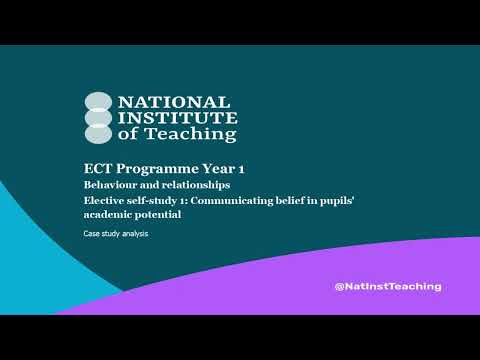 NATIONAL
INSTITUTE
of Teaching
ECT Programme Year 1
Behaviour and relationships
Elective self-study 1: Communicating belief in pupils'
academic potential
Case study analysis
@NatInstTeaching